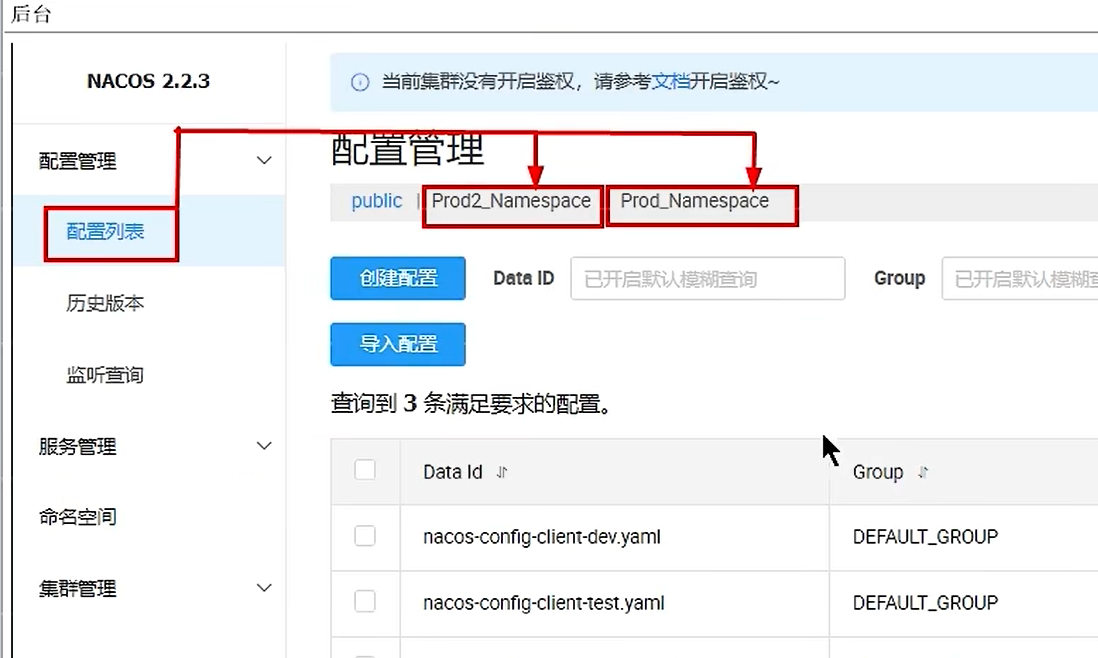 后台
NACOS 2.2.3
当前集群没有开启鉴权，请参考文档开启鉴权~
配置管理
配置列表
历史版本
监听查询
服务管理
命名空间
集群管理
配置管理
public | Prod2_Namespace Prod_Namespace
创建配置 Data ID 已开启默认模糊查询 Group 已开启默认模糊
导入配置
查询到 3 条满足要求的配置。
Data Id Group
nacos-config-client-dev.yaml DEFAULT_GROUP
nacos-config-client-test.yaml DEFAULT_GROUP